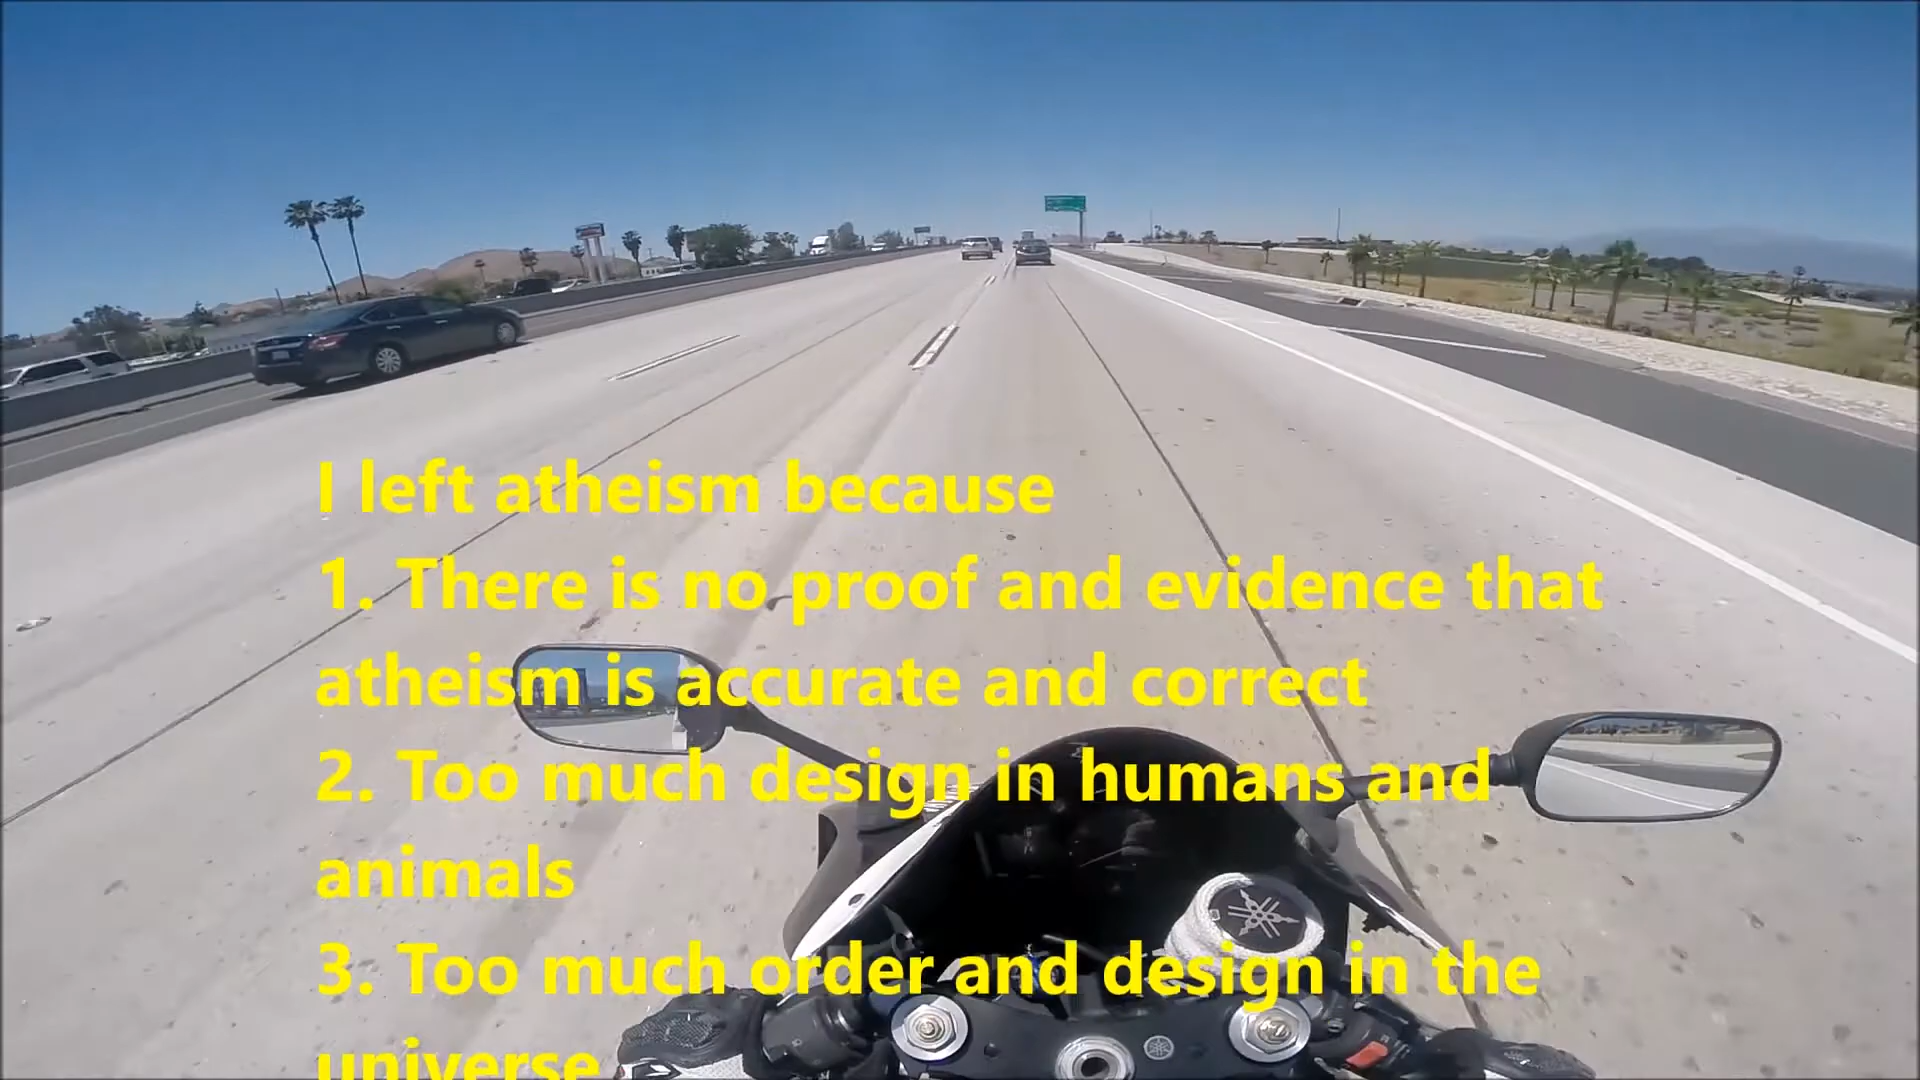 I left atheism because
1. There is no proof and evidence that
atheism is accurate and correct
2. Too much design in humans and
animals
3. Too much order and design in the
universe